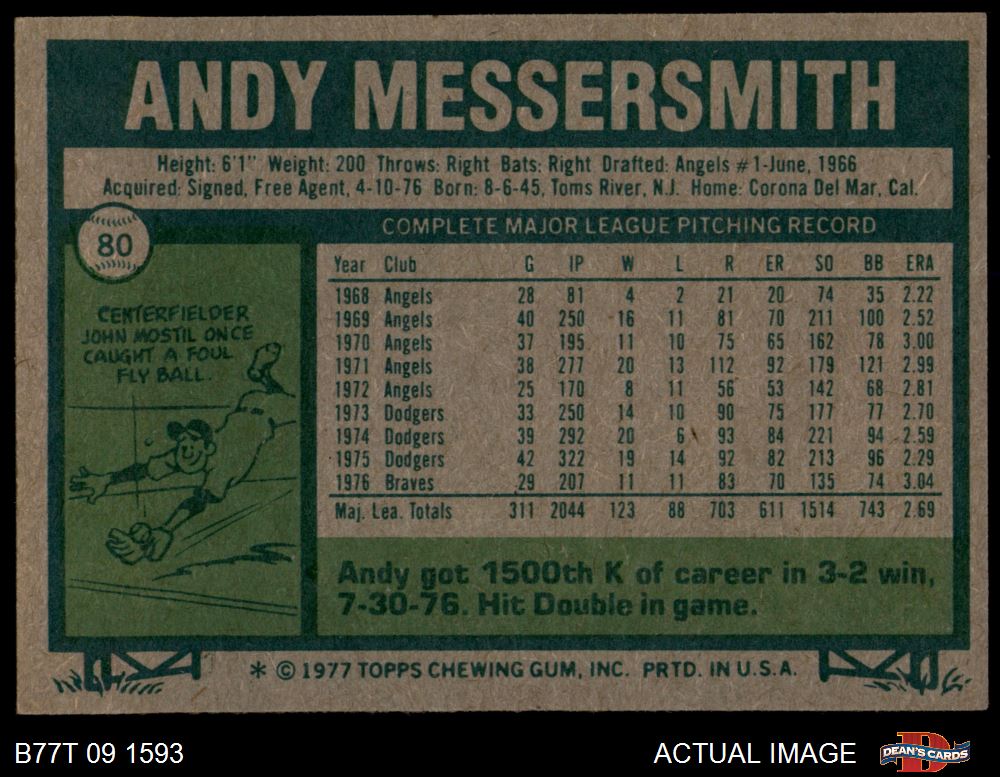 ANDY MESSERSMITH
Height: 6'1" Weight: 200 Throws: Right Bats: Right Drafted: Angels #1-June, 1966
Acquired: Signed, Free Agent, 4-10-76 Born: 8-6-45, Toms River, N.J. Home: Corona Del Mar, Cal.
80
CENTERFIELDER
JOHN MOSTIL ONCE
CAUGHT A FOUL
FLY BALL.
COMPLETE MAJOR LEAGUE PITCHING RECORD
Year Club G IP W L R ER SO BB ERA
1968 Angels 28 81 4 2 21 20 74 35 2.22
1969 Angels 40 250 16 11 81 70 211 100 2.52
1970 Angels 37 195 11 10 75 65 162 78 3.00
1971 Angels 38 277 20 13 112 92 179 121 2.99
1972 Angels 25 170 8 11 56 53 142 68 2.81
1973 Dodgers 33 250 14 10 90 75 177 77 2.70
1974 Dodgers 39 292 20 6 93 84 221 94 2.59
1975 Dodgers 42 322 19 14 92 82 213 96 2.29
1976 Braves 29 207 11 11 83 70 135 74 3.04
Maj. Lea. Totals 311 2044 123 88 703 611 1514 743 2.69
Andy got 1500th K of career in 3-2 win,
7-30-76. Hit Double in game.
* © 1977 TOPPS CHEWING GUM, INC. PRTD. IN U.S.A.
B77T 09 1593
ACTUAL IMAGE
DEAN'S CARDS